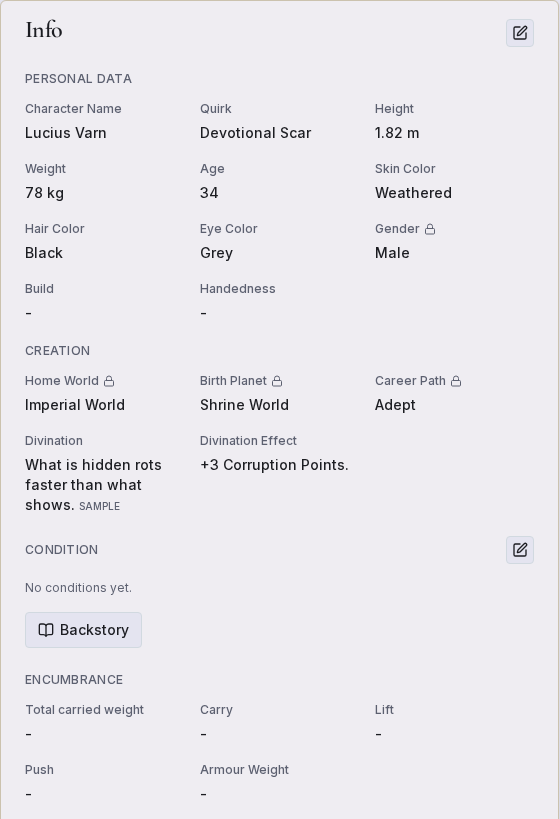 Info
PERSONAL DATA
Character Name Quirk Height
Lucius Varn Devotional Scar 1.82 m
Weight Age Skin Color
78 kg 34 Weathered
Hair Color Eye Color Gender
Black Grey Male
Build Handedness
- -
CREATION
Home World Birth Planet Career Path
Imperial World Shrine World Adept
Divination Divination Effect
What is hidden rots +3 Corruption Points.
faster than what
shows. SAMPLE
CONDITION
No conditions yet.
Backstory
ENCUMBRANCE
Total carried weight Carry Lift
- - -
Push Armour Weight
- -